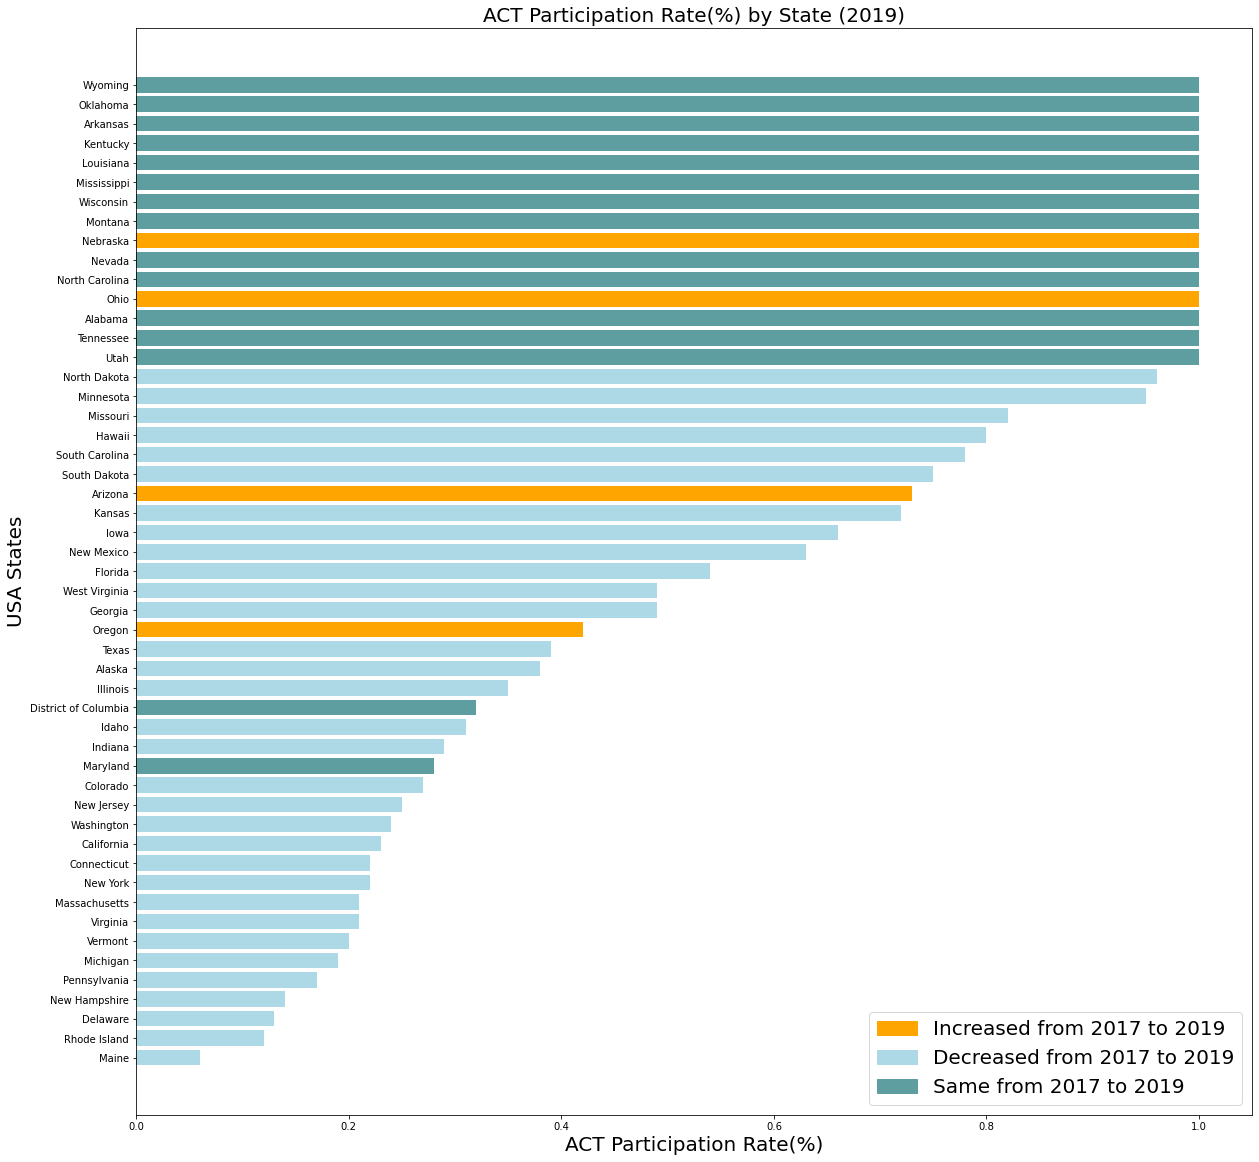 ACT Participation Rate(%) by State (2019)
USA States
Wyoming
Oklahoma
Arkansas
Kentucky
Louisiana
Mississippi
Wisconsin
Montana
Nebraska
Nevada
North Carolina
Ohio
Alabama
Tennessee
Utah
North Dakota
Minnesota
Missouri
Hawaii
South Carolina
South Dakota
Arizona
Kansas
Iowa
New Mexico
Florida
West Virginia
Georgia
Oregon
Texas
Alaska
Illinois
District of Columbia
Idaho
Indiana
Maryland
Colorado
New Jersey
Washington
California
Connecticut
New York
Massachusetts
Virginia
Vermont
Michigan
Pennsylvania
New Hampshire
Delaware
Rhode Island
Maine
Increased from 2017 to 2019
Decreased from 2017 to 2019
Same from 2017 to 2019
0.0 0.2 0.4 0.6 0.8 1.0
ACT Participation Rate(%)